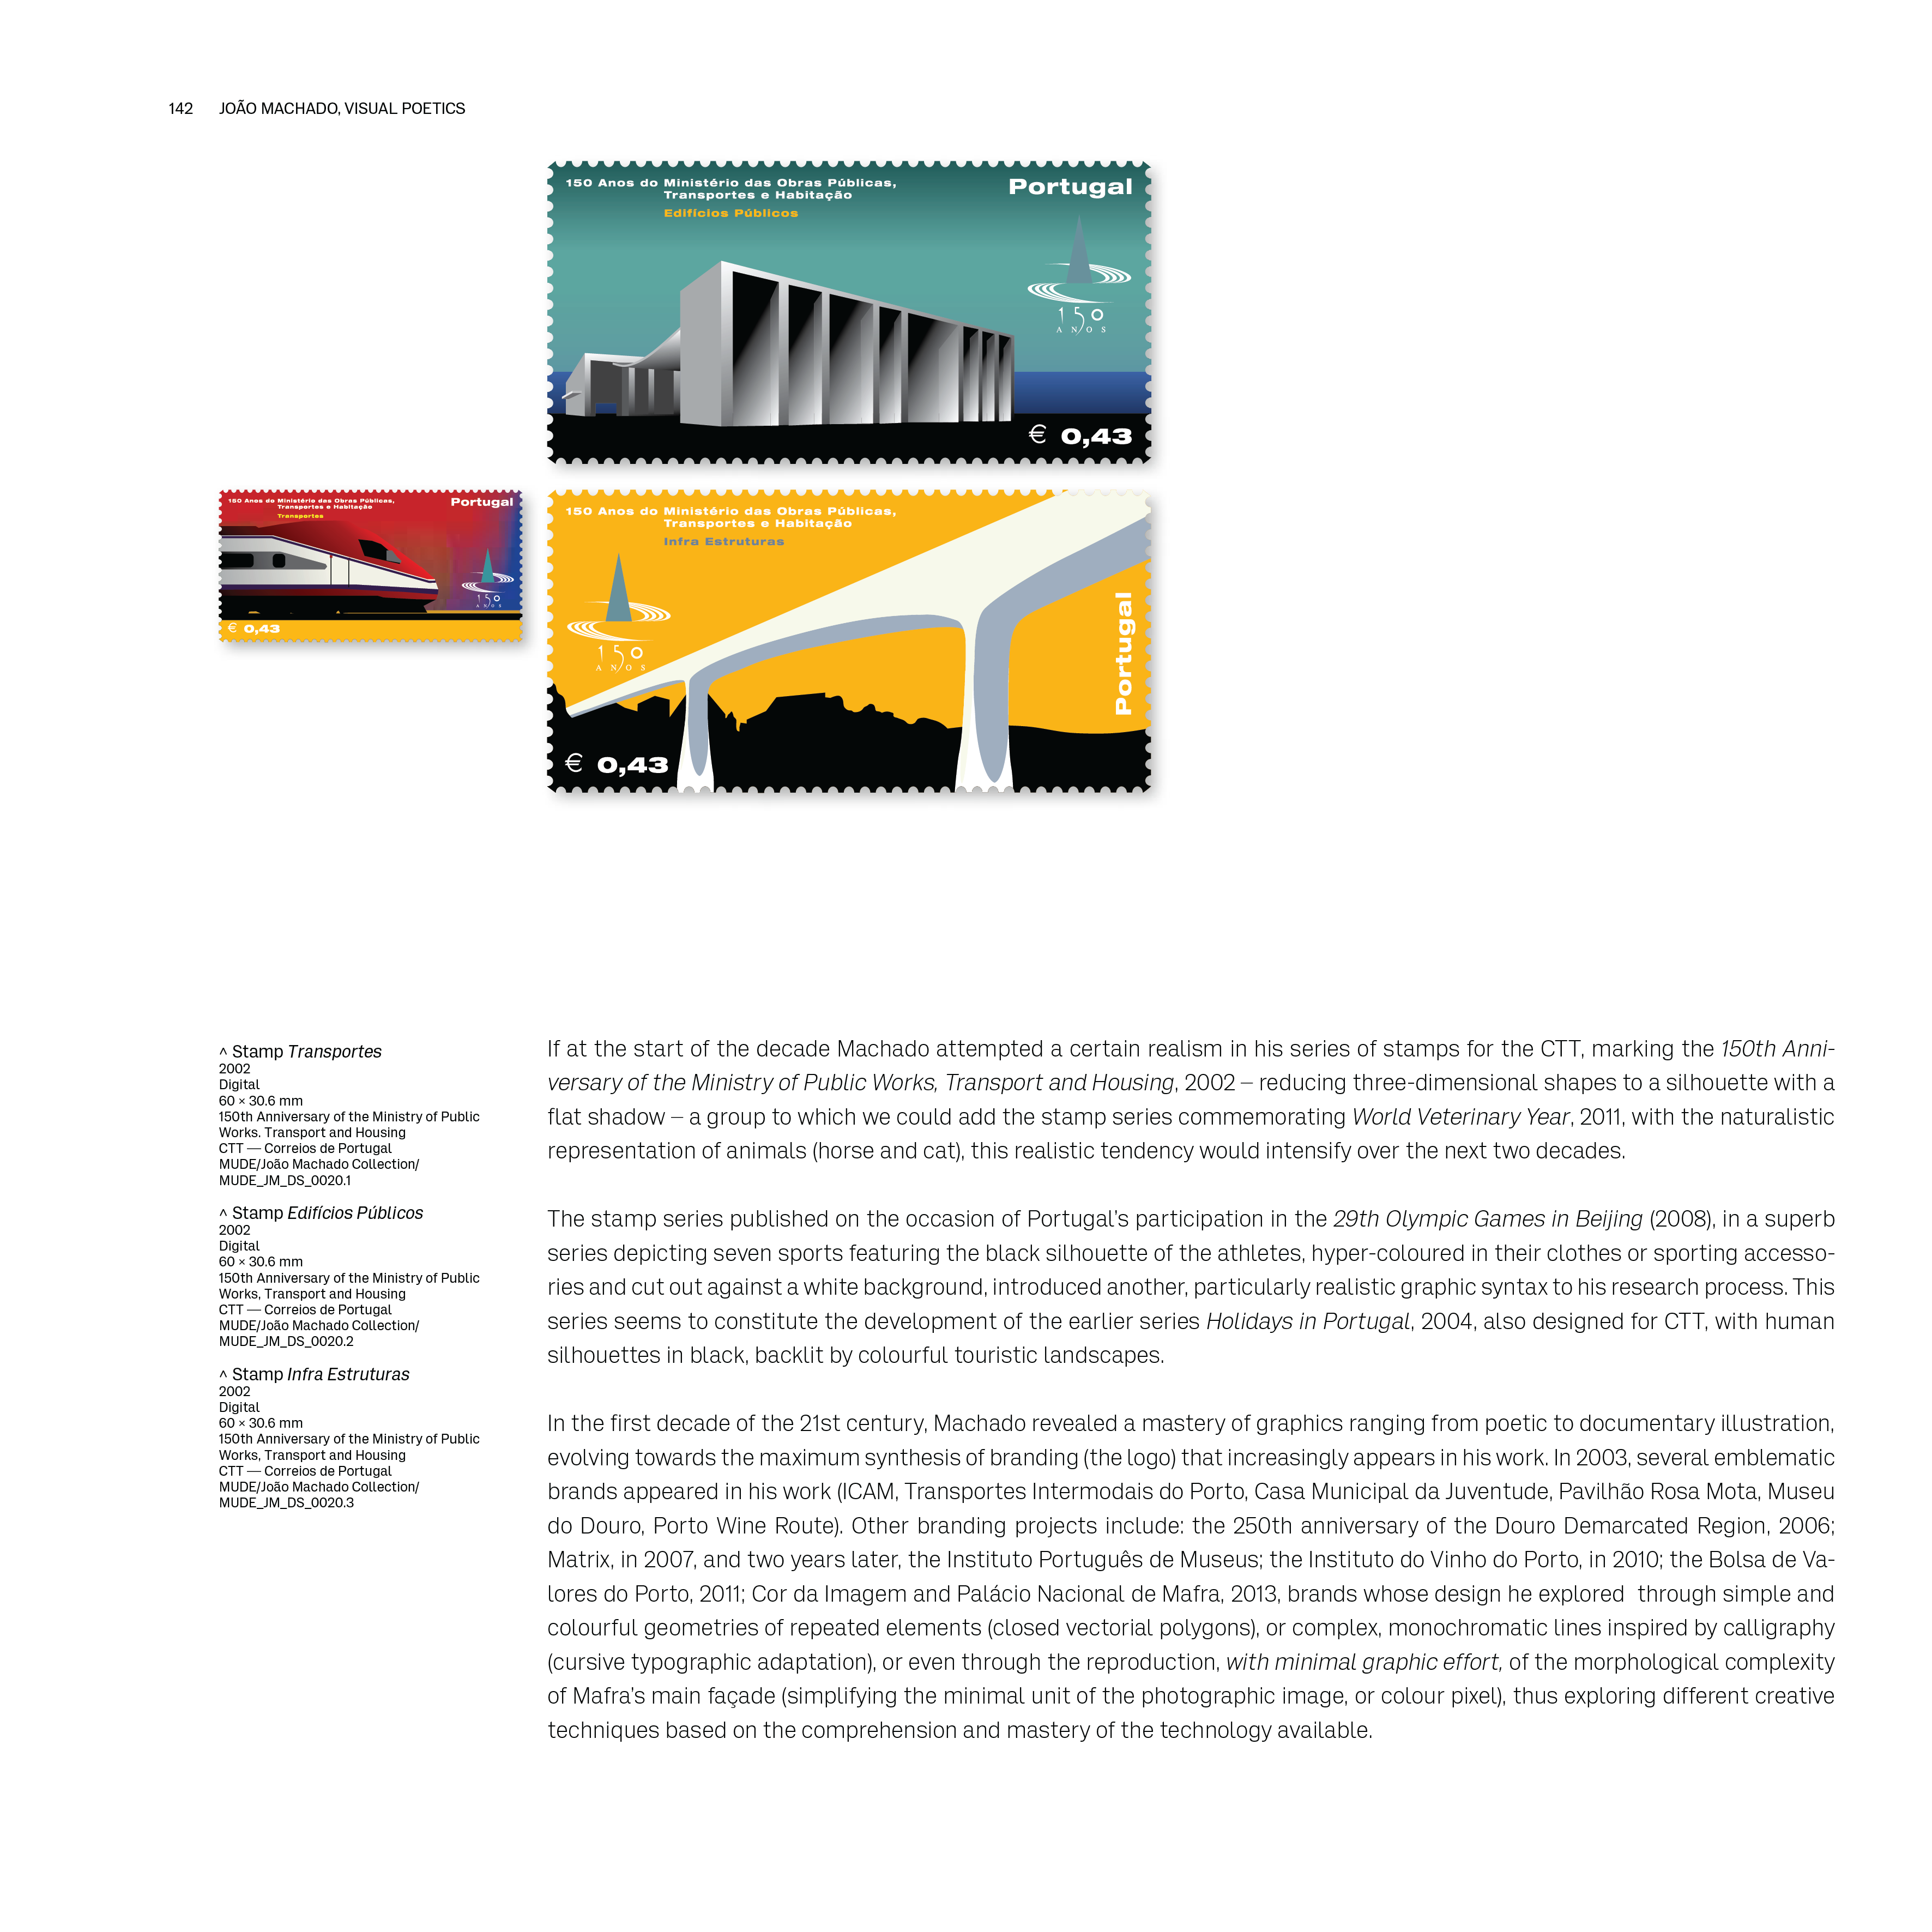 142 JOÃO MACHADO, VISUAL POETICS
150 Anos do Ministério das Obras Públicas,
Transportes e Habitação
Edifícios Públicos
Portugal
150
ANOS
€ 0,43
150 Anos do Ministério das Obras Públicas,
Transportes e Habitação
Transportes
Portugal
150
ANOS
€ 0,43
150 Anos do Ministério das Obras Públicas,
Transportes e Habitação
Infra Estruturas
150
ANOS
Portugal
€ 0,43
^ Stamp Transportes
2002
Digital
60 × 30.6 mm
150th Anniversary of the Ministry of Public
Works. Transport and Housing
CTT — Correios de Portugal
MUDE/João Machado Collection/
MUDE_JM_DS_0020.1
^ Stamp Edifícios Públicos
2002
Digital
60 × 30.6 mm
150th Anniversary of the Ministry of Public
Works, Transport and Housing
CTT — Correios de Portugal
MUDE/João Machado Collection/
MUDE_JM_DS_0020.2
^ Stamp Infra Estruturas
2002
Digital
60 × 30.6 mm
150th Anniversary of the Ministry of Public
Works, Transport and Housing
CTT — Correios de Portugal
MUDE/João Machado Collection/
MUDE_JM_DS_0020.3
If at the start of the decade Machado attempted a certain realism in his series of stamps for the CTT, marking the 150th Anni-
versary of the Ministry of Public Works, Transport and Housing, 2002 – reducing three-dimensional shapes to a silhouette with a
flat shadow – a group to which we could add the stamp series commemorating World Veterinary Year, 2011, with the naturalistic
representation of animals (horse and cat), this realistic tendency would intensify over the next two decades.
The stamp series published on the occasion of Portugal's participation in the 29th Olympic Games in Beijing (2008), in a superb
series depicting seven sports featuring the black silhouette of the athletes, hyper-coloured in their clothes or sporting accesso-
ries and cut out against a white background, introduced another, particularly realistic graphic syntax to his research process. This
series seems to constitute the development of the earlier series Holidays in Portugal, 2004, also designed for CTT, with human
silhouettes in black, backlit by colourful touristic landscapes.
In the first decade of the 21st century, Machado revealed a mastery of graphics ranging from poetic to documentary illustration,
evolving towards the maximum synthesis of branding (the logo) that increasingly appears in his work. In 2003, several emblematic
brands appeared in his work (ICAM, Transportes Intermodais do Porto, Casa Municipal da Juventude, Pavilhão Rosa Mota, Museu
do Douro, Porto Wine Route). Other branding projects include: the 250th anniversary of the Douro Demarcated Region, 2006;
Matrix, in 2007, and two years later, the Instituto Português de Museus; the Instituto do Vinho do Porto, in 2010; the Bolsa de Va-
lores do Porto, 2011; Cor da Imagem and Palácio Nacional de Mafra, 2013, brands whose design he explored through simple and
colourful geometries of repeated elements (closed vectorial polygons), or complex, monochromatic lines inspired by calligraphy
(cursive typographic adaptation), or even through the reproduction, with minimal graphic effort, of the morphological complexity
of Mafra's main façade (simplifying the minimal unit of the photographic image, or colour pixel), thus exploring different creative
techniques based on the comprehension and mastery of the technology available.